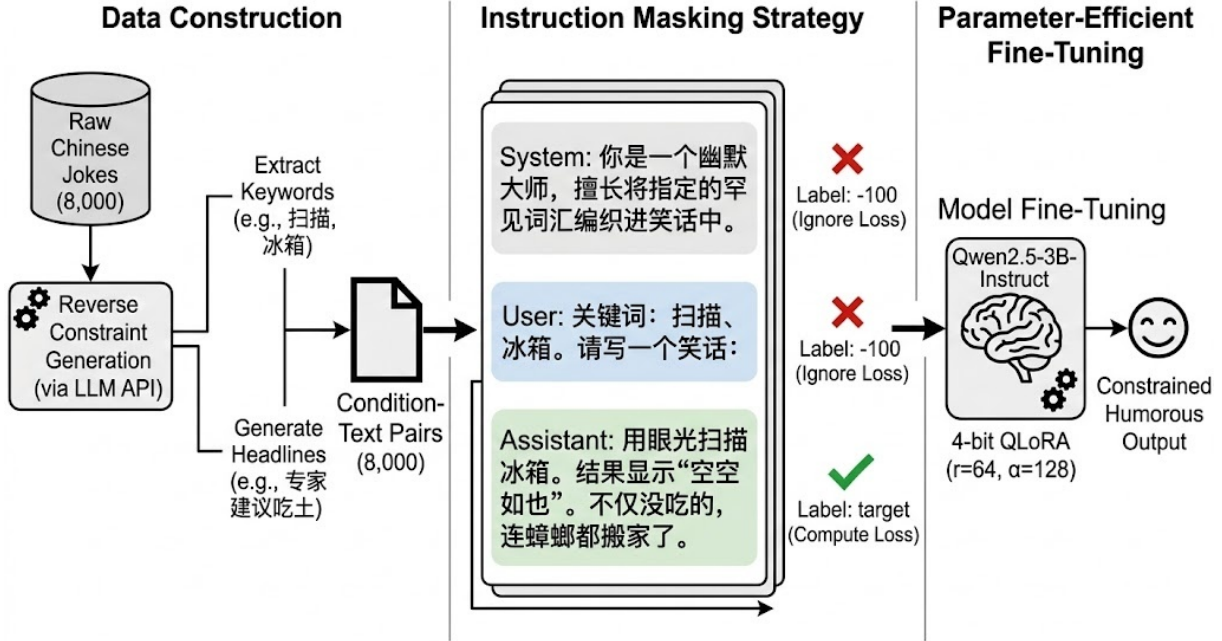 Data Construction
Raw
Chinese
Jokes
(8,000)
Reverse
Constraint
Generation
(via LLM API)
Extract
Keywords
(e.g., 扫描,
冰箱)
Generate
Headlines
(e.g., 专家
建议吃土)
Condition-
Text Pairs
(8,000)
Instruction Masking Strategy
System: 你是一个幽默
大师，擅长将指定的罕
见词汇编织进笑话中。
Label: -100
(Ignore Loss)
User: 关键词：扫描、
冰箱。请写一个笑话：
Label: -100
(Ignore Loss)
Assistant: 用眼光扫描
冰箱。结果显示“空空
如也”。不仅没吃的，
连蟑螂都搬家了。
Label: target
(Compute Loss)
Parameter-Efficient
Fine-Tuning
Model Fine-Tuning
Qwen2.5-3B-
Instruct
4-bit QLoRA
(r=64, α=128)
Constrained
Humorous
Output